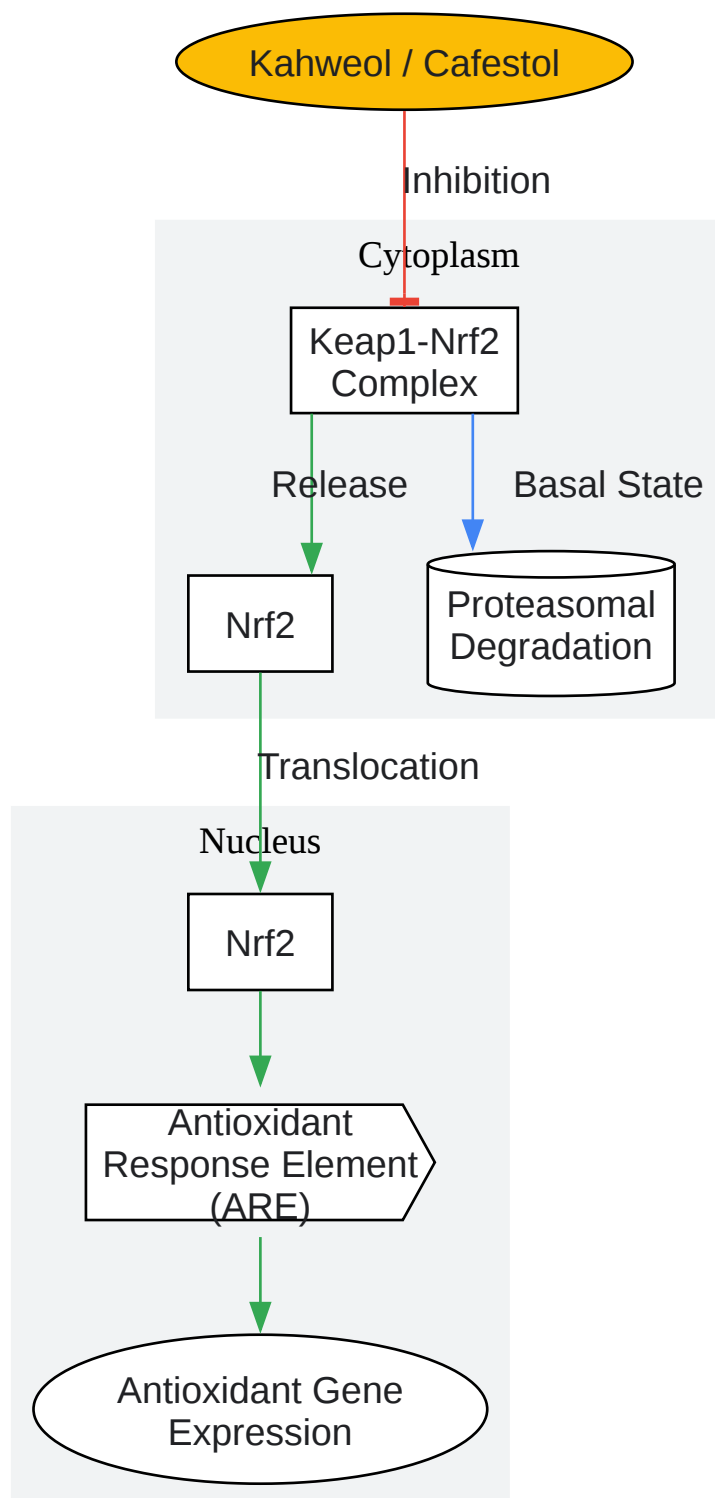 Kahweol / Cafestol
Inhibition
Cytoplasm
Keap1-Nrf2
Complex
Release
Basal State
Nrf2
Proteasomal
Degradation
Translocation
Nucleus
Nrf2
Antioxidant
Response Element
(ARE)
Antioxidant Gene
Expression